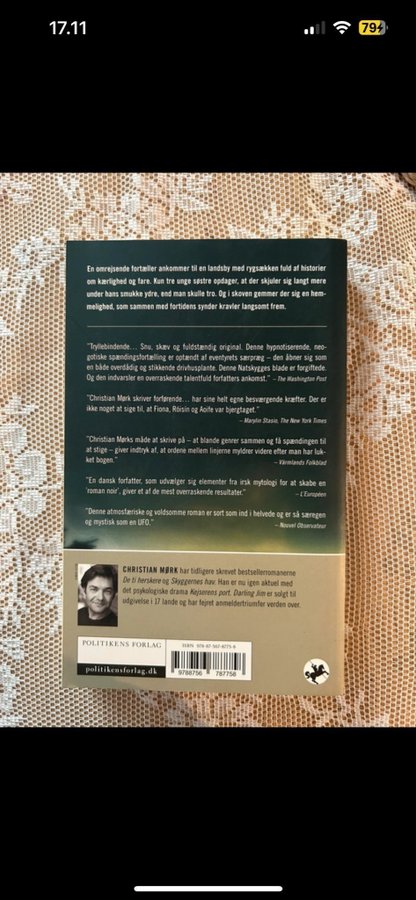 17.11
79
En omrejsende fortæller ankommer til en landsby med rygsækken fuld af historier
om kærlighed og fare. Kun tre unge søstre opdager, at der skjuler sig langt mere
under hans smukke ydre, end man skulle tro. Og i skoven gemmer der sig en hem-
melighed, som sammen med fortidens synder kravler langsomt frem.
"Tryllebindende... Snu, skæv og fuldstændig original. Denne hypnotiserende, neo-
gotiske spændingsfortælling er optændt af eventyrets særpræg – den åbner sig som
en både overdådig og stikkende drivhusplante. Denne Natskygges blade er forgiftede.
Og den indvarsler en overraskende talentfuld forfatters ankomst." – The Washington Post
"Christian Mørk skriver forførende... har sine helt egne besværgende kræfter. Der er
ikke noget at sige til, at Fiona, Róisín og Aoife var bjergtaget."
– Marylin Stasio, The New York Times
"Christian Mørks måde at skrive på – at blande genrer sammen og få spændingen til
at stige – giver indtryk af, at ordene mellem linjerne myldrer videre efter man har luk-
ket bogen." – Värmlands Folkblad
"En dansk forfatter, som udvælger sig elementer fra irsk mytologi for at skabe en
'roman noir', giver et af de mest overraskende resultater."
– L'Européen
"Denne atmosfæriske og voldsomme roman er sort som ind i helvede og er så særegen
og mystisk som en UFO." – Nouvel Observateur
CHRISTIAN MØRK har tidligere skrevet bestsellerromanerne
De ti herskere og Skyggernes hav. Han er nu igen aktuel med
det psykologiske drama Kejserens port. Darling Jim er solgt til
udgivelse i 17 lande og har fejret anmeldertriumfer verden over.
POLITIKENS FORLAG
politikensforlag.dk
ISBN 978-87-567-8775-8
9788756 787758